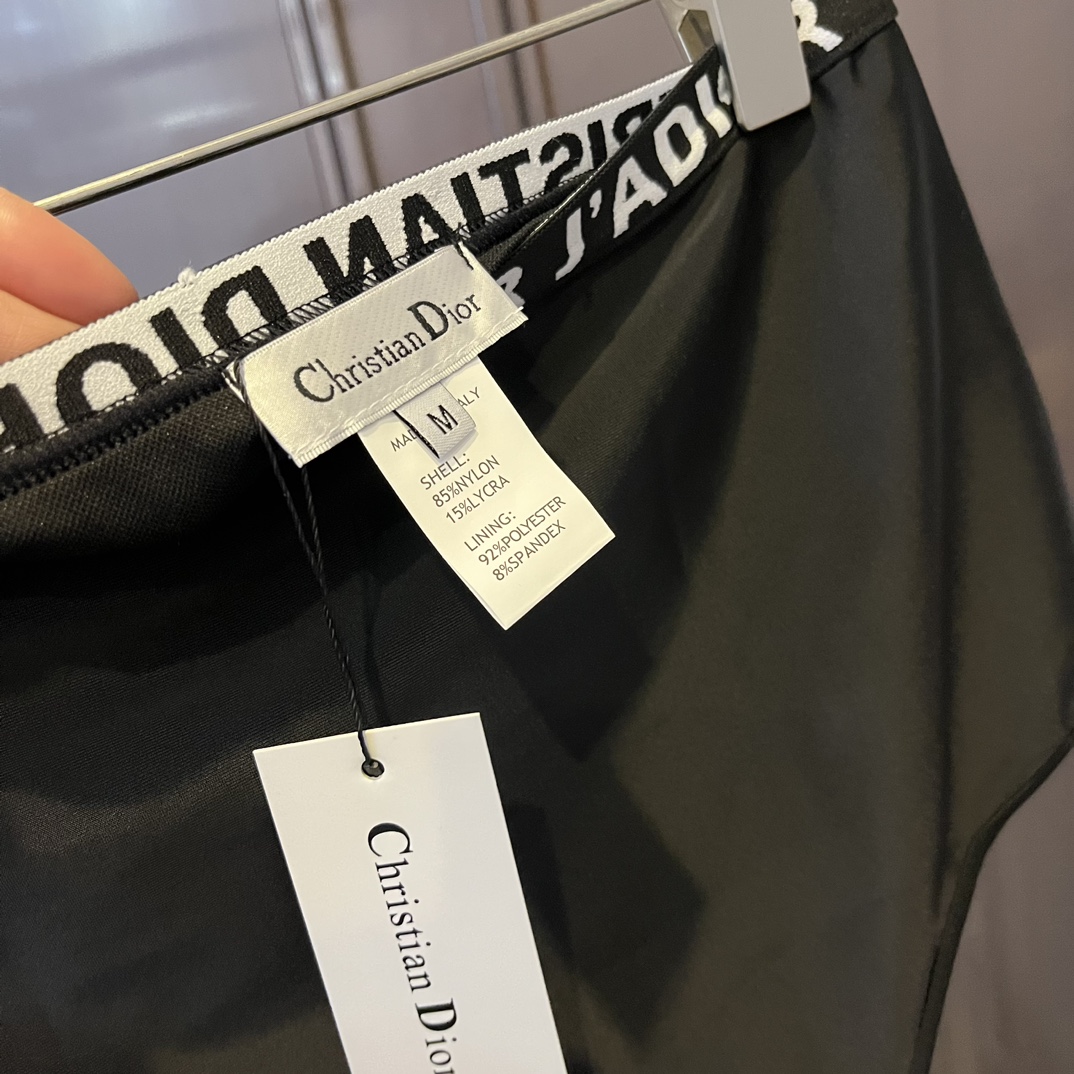 J'ADIOR
CHRISTIAN DIOR
Christian Dior
M
MADE IN ITALY
SHELL:
85%NYLON
15%LYCRA
LINING:
92%POLYESTER
8%SPANDEX
Christian Dior